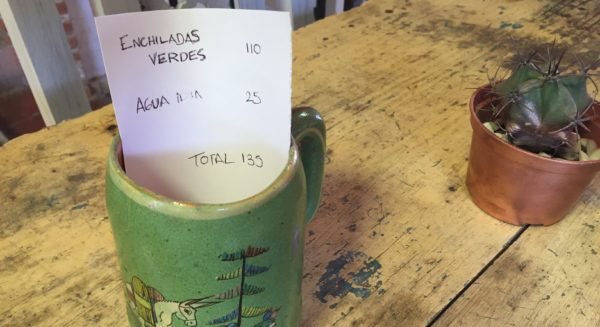 ENCHILADAS 110
VERDES
AGUA 25
TOTAL 135